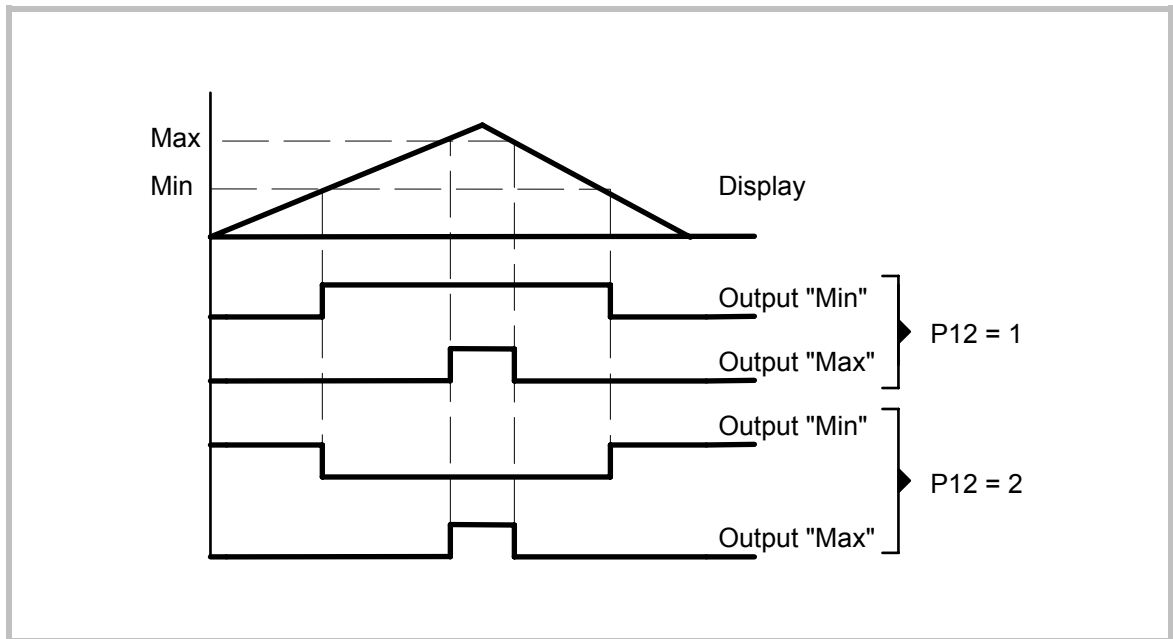 Max
Min
Display
Output "Min"
P12 = 1
Output "Max"
Output "Min"
P12 = 2
Output "Max"